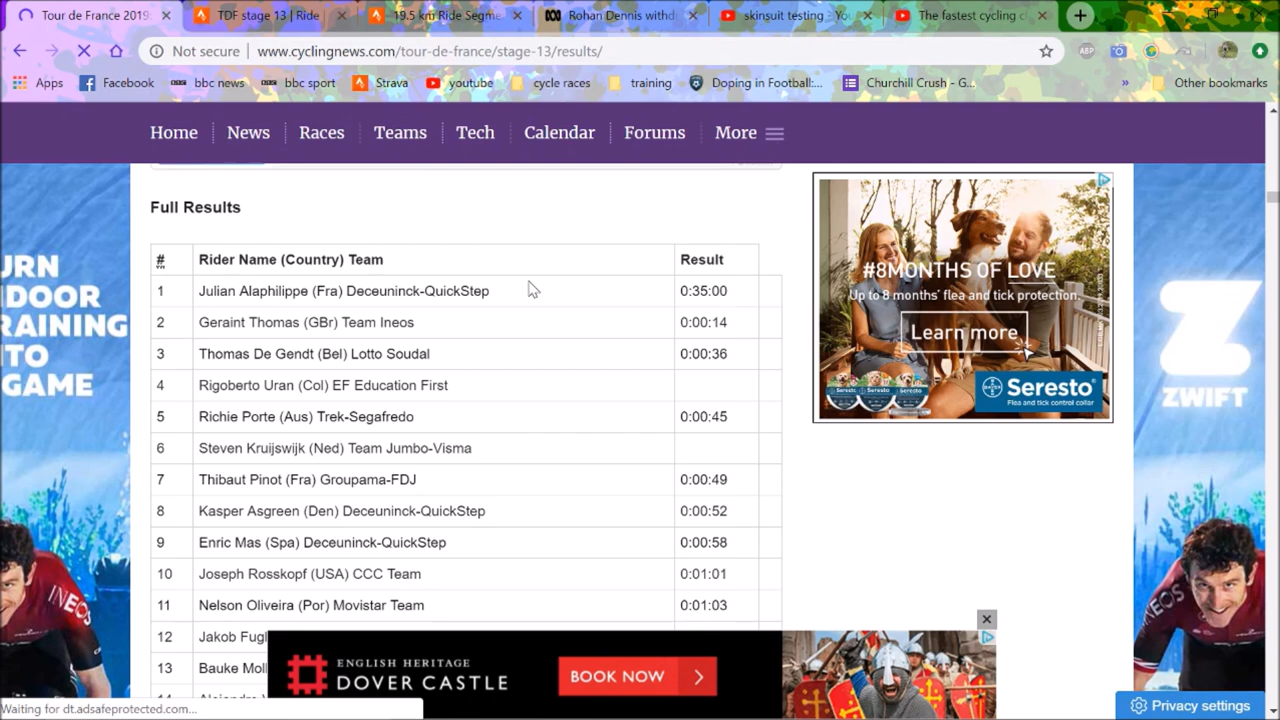 Tour de France 2019:
TDF stage 13 | Ride
19.5 km Ride Segme
Rohan Dennis withd
skinsuit testing - Yo
The fastest cycling c
Not secure | www.cyclingnews.com/tour-de-france/stage-13/results/
ABP
Apps Facebook bbc news bbc sport Strava youtube cycle races training Doping in Football:... Churchill Crush - G... » Other bookmarks
Home News Races Teams Tech Calendar Forums More
Full Results
# Rider Name (Country) Team Result
1 Julian Alaphilippe (Fra) Deceuninck-QuickStep 0:35:00
2 Geraint Thomas (GBr) Team Ineos 0:00:14
3 Thomas De Gendt (Bel) Lotto Soudal 0:00:36
4 Rigoberto Uran (Col) EF Education First
5 Richie Porte (Aus) Trek-Segafredo 0:00:45
6 Steven Kruijswijk (Ned) Team Jumbo-Visma
7 Thibaut Pinot (Fra) Groupama-FDJ 0:00:49
8 Kasper Asgreen (Den) Deceuninck-QuickStep 0:00:52
9 Enric Mas (Spa) Deceuninck-QuickStep 0:00:58
10 Joseph Rosskopf (USA) CCC Team 0:01:01
11 Nelson Oliveira (Por) Movistar Team 0:01:03
12 Jakob Fugl
13 Bauke Moll
#8MONTHS OF LOVE
Up to 8 months' flea and tick protection.
Learn more
Seresto
Flea and tick control collar
URN
NDOOR
RAINING
TO
GAME
ZWIFT
INEOS
ENGLISH HERITAGE
DOVER CASTLE
BOOK NOW
Waiting for dt.adsafeprotected.com...
Privacy settings